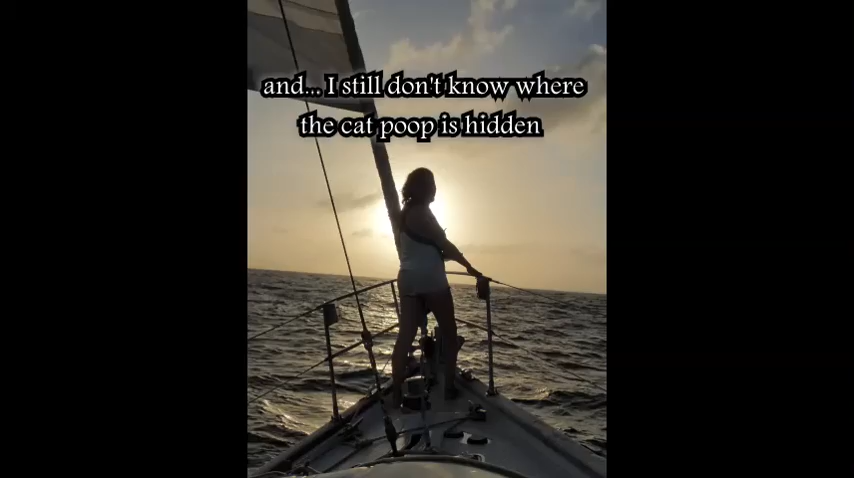 and... I still don't know where
the cat poop is hidden